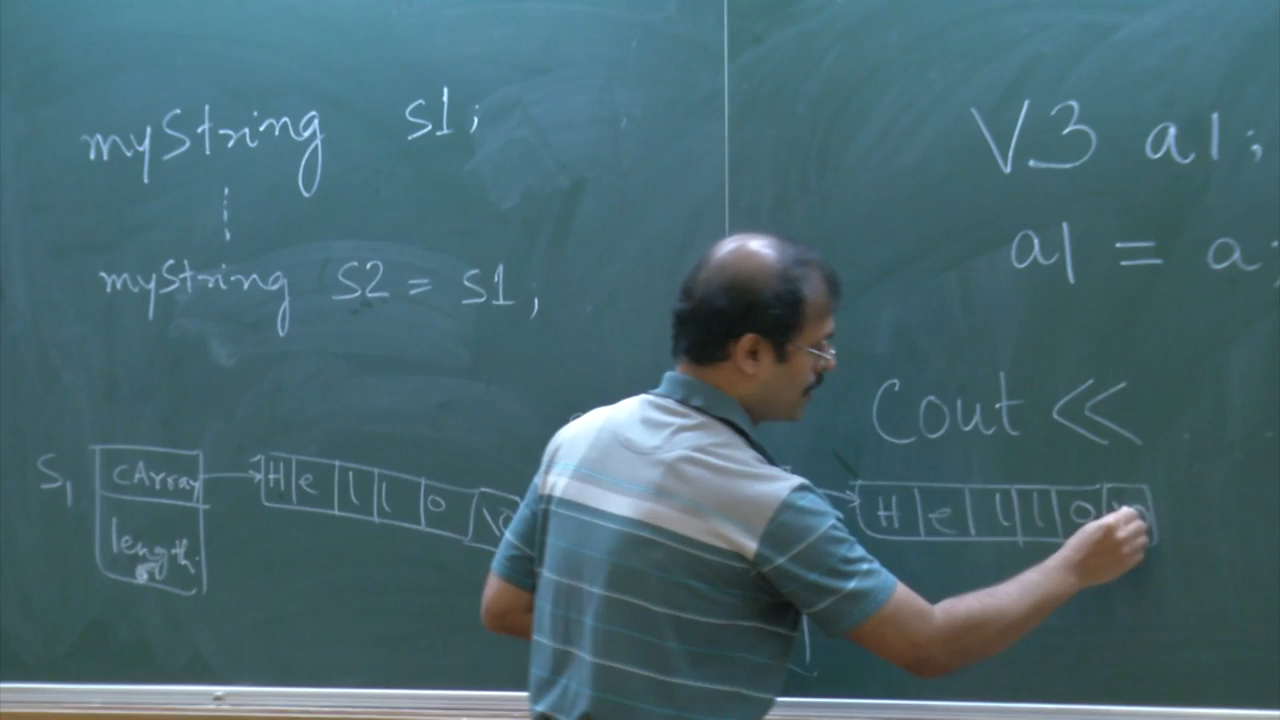 myString s1;
myString S2 = s1;
S1 cArray H e l l o \0
length
V3 a1;
a1 = a;
Cout <<
H e l l o